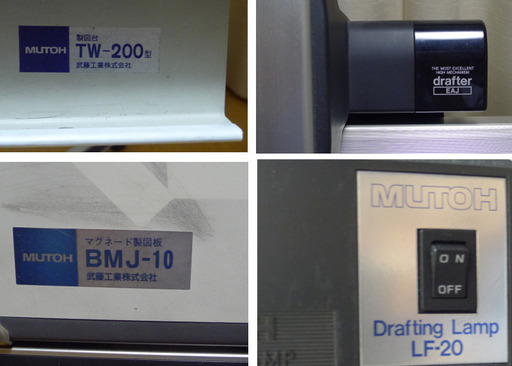 MUTOH
製図台
TW-200型
武藤工業株式会社
THE MOST EXCELLENT
HIGH MECHANISM
drafter
EAJ
MUTOH
マグネード製図板
BMJ-10
武藤工業株式会社
MUTOH
ON
OFF
Drafting Lamp
LF-20